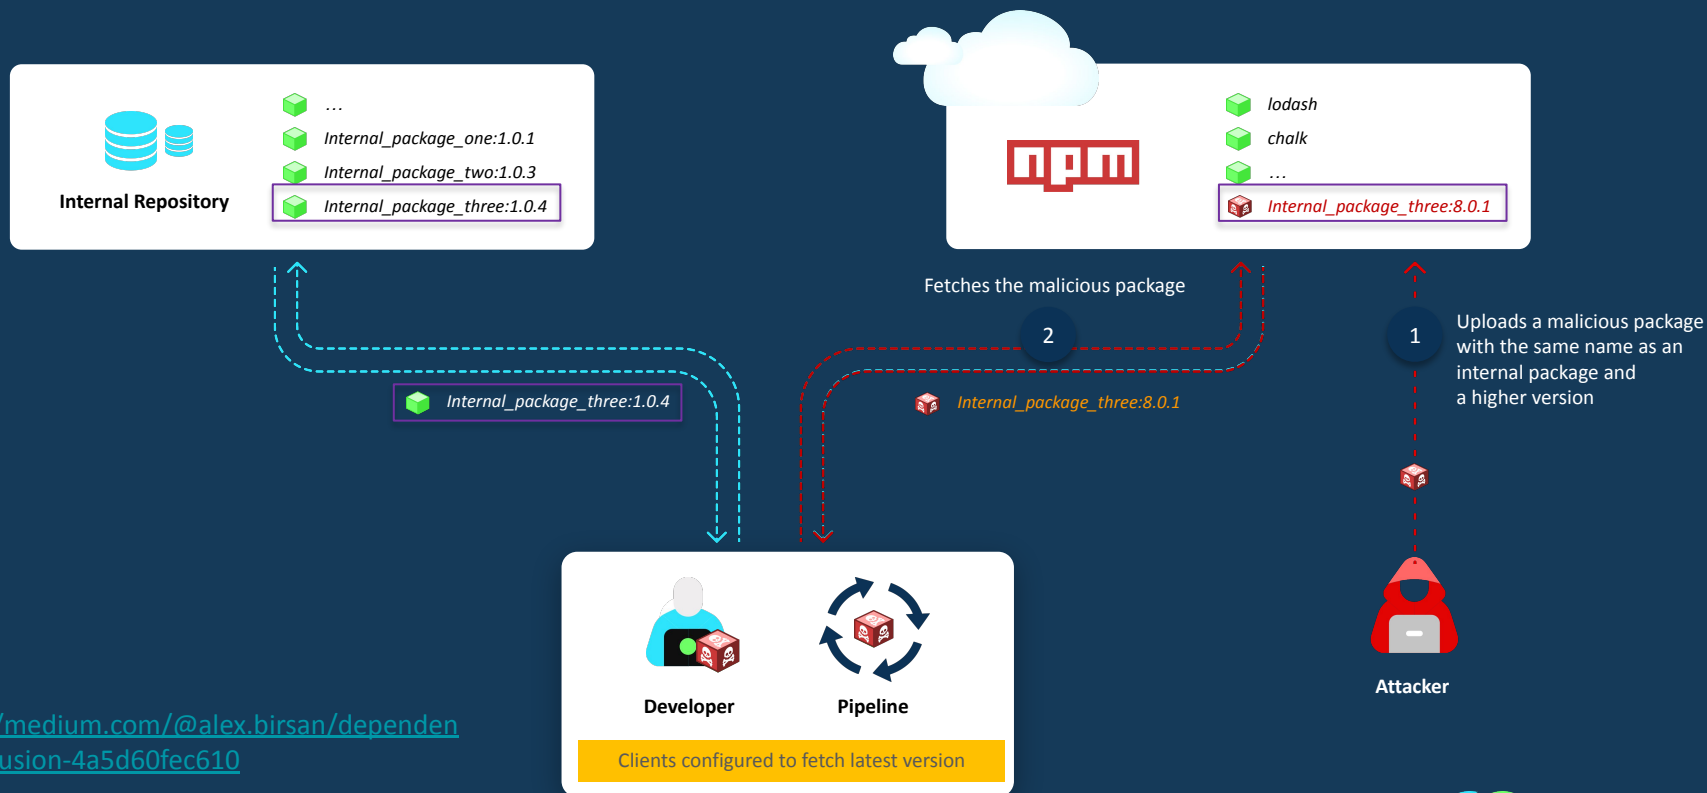 …
Internal_package_one:1.0.1
Internal_package_two:1.0.3
Internal Repository
Internal_package_three:1.0.4
npm
lodash
chalk
…
Internal_package_three:8.0.1
Fetches the malicious package
2
1
Uploads a malicious package
with the same name as an
internal package and
a higher version
Internal_package_three:1.0.4
Internal_package_three:8.0.1
Developer
Pipeline
Clients configured to fetch latest version
Attacker
/medium.com/@alex.birsan/dependen
usion-4a5d60fec610